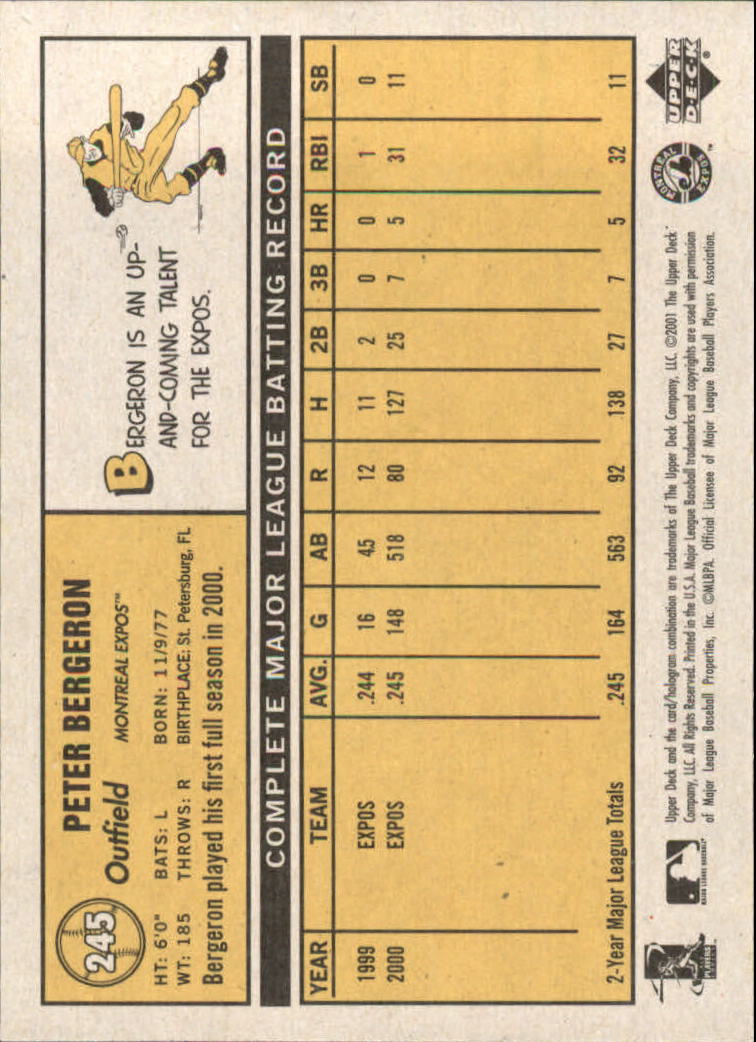 245
PETER BERGERON
Outfield MONTREAL EXPOS™
HT: 6'0" BATS: L BORN: 11/9/77
WT: 185 THROWS: R BIRTHPLACE: St. Petersburg, FL
Bergeron played his first full season in 2000.
BERGERON IS AN UP-
AND-COMING TALENT
FOR THE EXPOS.
COMPLETE MAJOR LEAGUE BATTING RECORD
YEAR TEAM AVG. G AB R H 2B 3B HR RBI SB
1999 EXPOS .244 16 45 12 11 2 0 0 1 0
2000 EXPOS .245 148 518 80 127 25 7 5 31 11
2-Year Major League Totals .245 164 563 92 138 27 7 5 32 11
PLAYERS
MAJOR LEAGUE BASEBALL
Upper Deck and the card/hologram combination are trademarks of The Upper Deck Company, LLC. ©2001 The Upper Deck
Company, LLC. All Rights Reserved. Printed in the U.S.A. Major League Baseball trademarks and copyrights are used with permission
of Major League Baseball Properties, Inc. ©MLBPA. Official Licensee of Major League Baseball Players Association.
MONTREAL EXPOS™
UPPER
DECK®